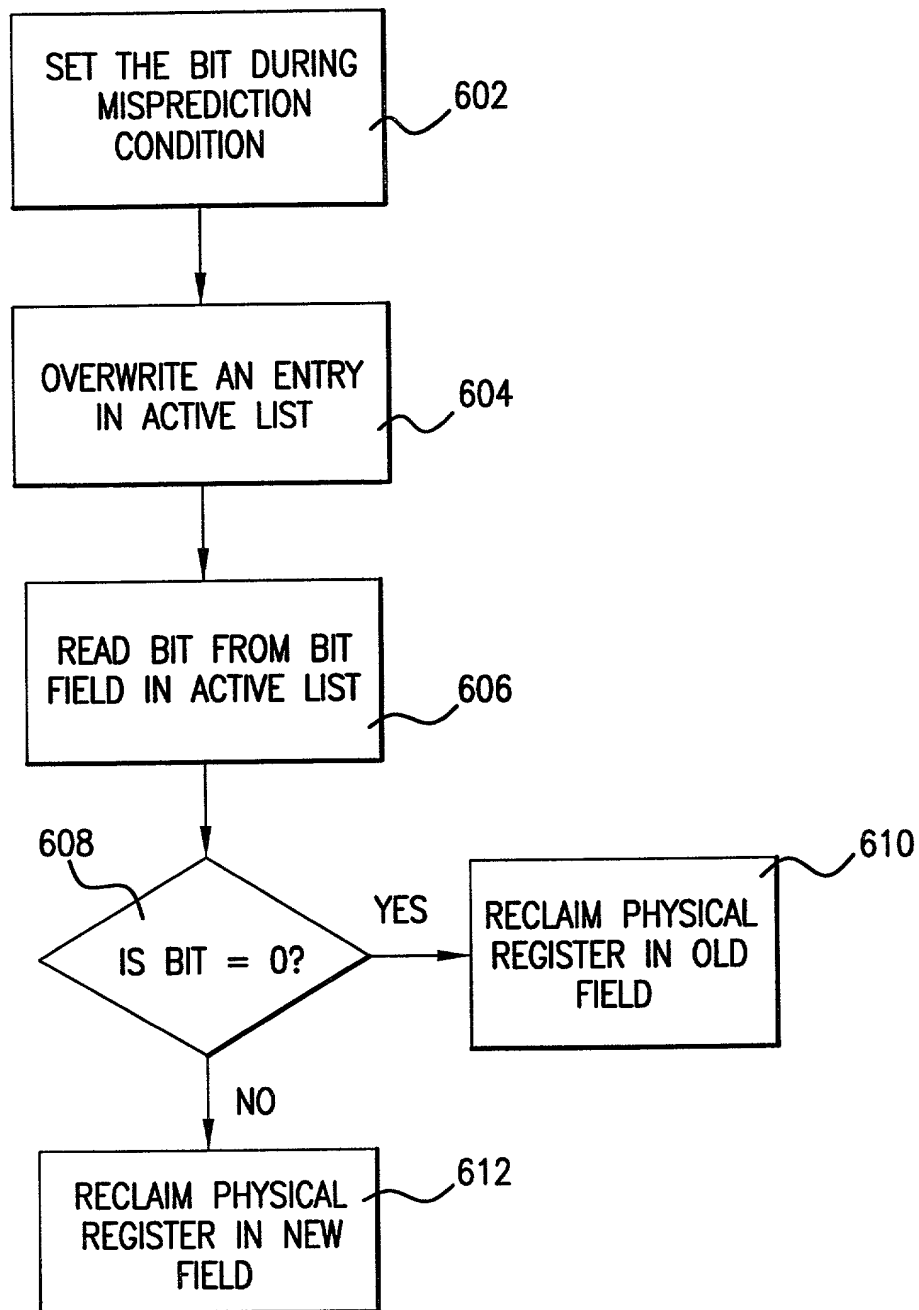 SET THE BIT DURING
MISPREDICTION
CONDITION
602
OVERWRITE AN ENTRY
IN ACTIVE LIST
604
READ BIT FROM BIT
FIELD IN ACTIVE LIST
606
608
IS BIT = 0?
YES
610
RECLAIM PHYSICAL
REGISTER IN OLD
FIELD
NO
612
RECLAIM PHYSICAL
REGISTER IN NEW
FIELD